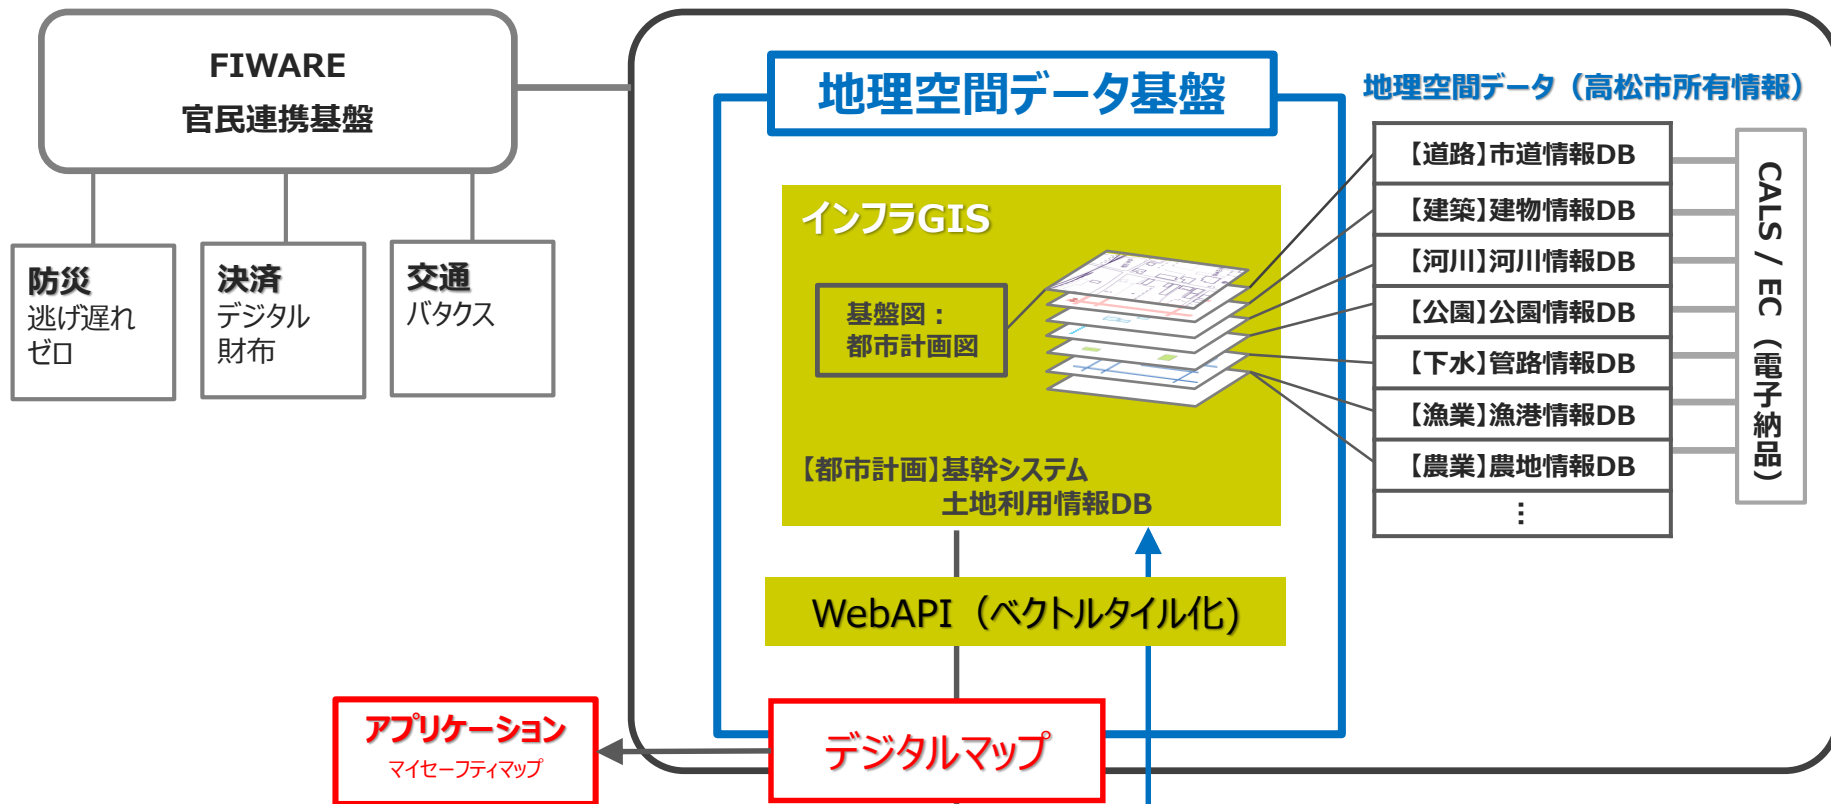 FIWARE
官民連携基盤
防災
逃げ遅れ
ゼロ
決済
デジタル
財布
交通
バタクス
地理空間データ基盤
インフラGIS
基盤図：
都市計画図
【都市計画】基幹システム
土地利用情報DB
WebAPI（ベクトルタイル化)
デジタルマップ
アプリケーション
マイセーフティマップ
地理空間データ（高松市所有情報）
【道路】市道情報DB
【建築】建物情報DB
【河川】河川情報DB
【公園】公園情報DB
【下水】管路情報DB
【漁業】漁港情報DB
【農業】農地情報DB
…
CALS / EC（電子納品）